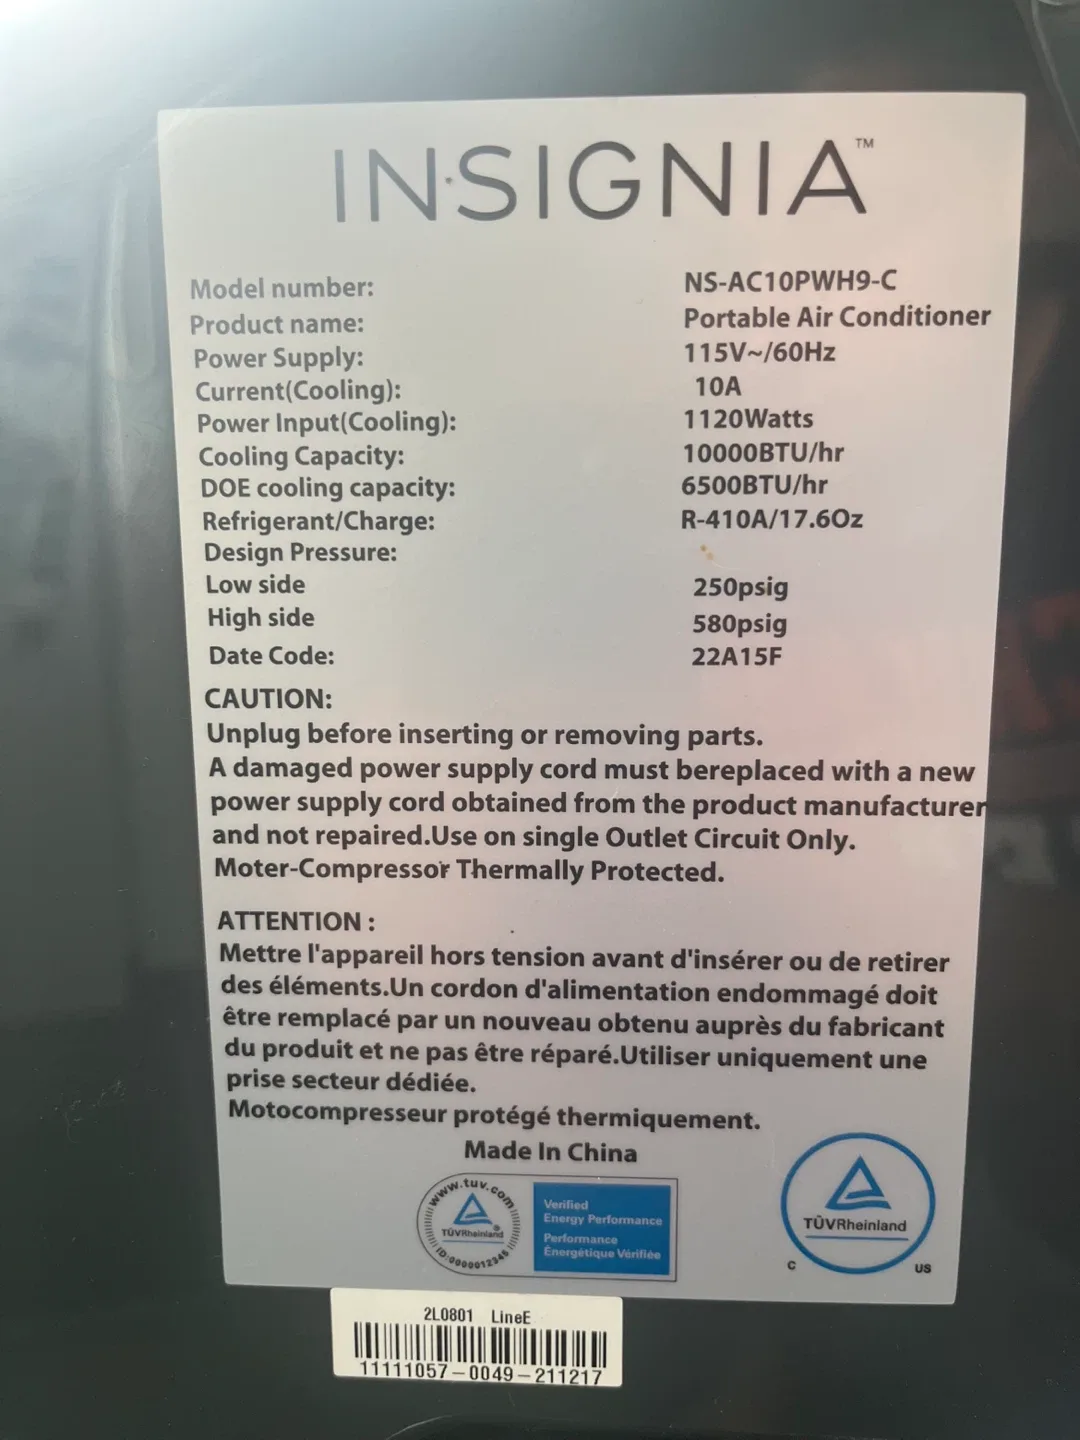 INSIGNIA™
Model number: NS-AC10PWH9-C
Product name: Portable Air Conditioner
Power Supply: 115V~/60Hz
Current(Cooling): 10A
Power Input(Cooling): 1120Watts
Cooling Capacity: 10000BTU/hr
DOE cooling capacity: 6500BTU/hr
Refrigerant/Charge: R-410A/17.6Oz
Design Pressure:
Low side 250psig
High side 580psig
Date Code: 22A15F
CAUTION:
Unplug before inserting or removing parts.
A damaged power supply cord must bereplaced with a new
power supply cord obtained from the product manufacturer
and not repaired.Use on single Outlet Circuit Only.
Moter-Compressor Thermally Protected.
ATTENTION :
Mettre l'appareil hors tension avant d'insérer ou de retirer
des éléments.Un cordon d'alimentation endommagé doit
être remplacé par un nouveau obtenu auprès du fabricant
du produit et ne pas être réparé.Utiliser uniquement une
prise secteur dédiée.
Motocompresseur protégé thermiquement.
Made In China
www.tuv.com
TÜVRheinland®
ID:0000012345
Verified
Energy Performance
Performance
Énergétique Vérifiée
TÜVRheinland
C US
2L0801 LineE
11111057-0049-211217